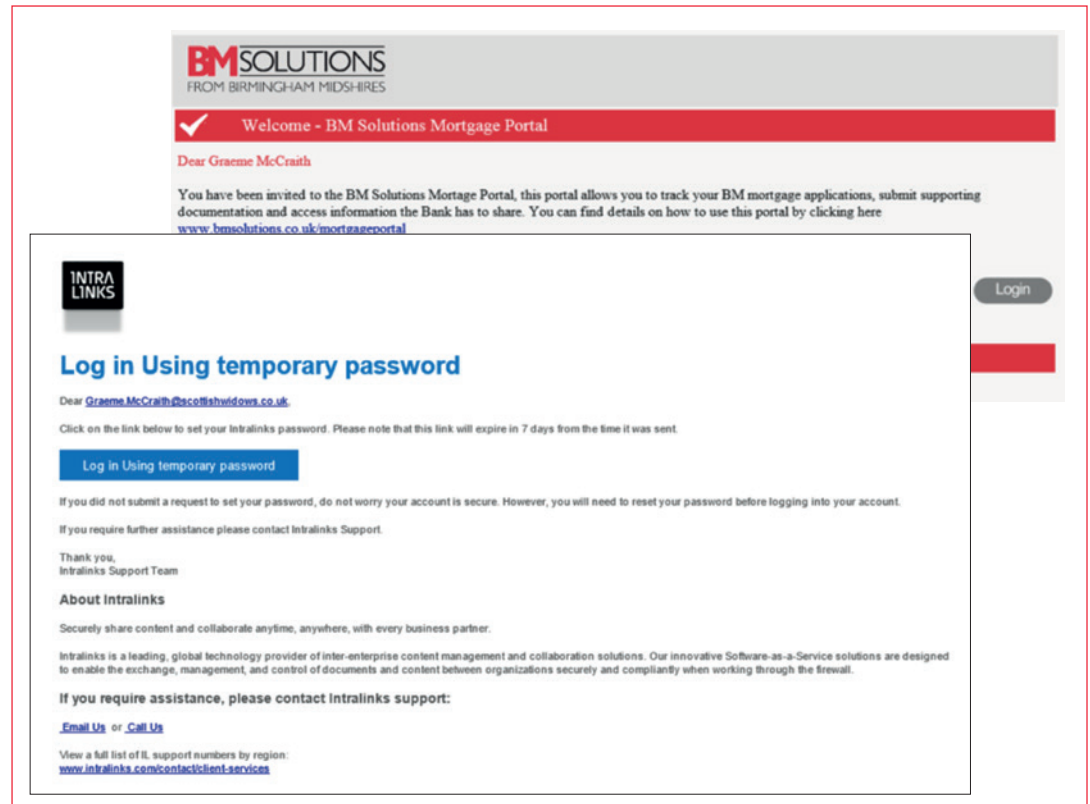 BM SOLUTIONS
FROM BIRMINGHAM MIDSHIRES
Welcome - BM Solutions Mortgage Portal
Dear Graeme McCraith
You have been invited to the BM Solutions Mortage Portal, this portal allows you to track your BM mortgage applications, submit supporting
documentation and access information the Bank has to share. You can find details on how to use this portal by clicking here
www.bmsolutions.co.uk/mortgageportal
Login
INTRA
LINKS
Log in Using temporary password
Dear Graeme.McCraith@scottishwidows.co.uk,
Click on the link below to set your Intralinks password. Please note that this link will expire in 7 days from the time it was sent.
Log in Using temporary password
If you did not submit a request to set your password, do not worry your account is secure. However, you will need to reset your password before logging into your account.
If you require further assistance please contact Intralinks Support.
Thank you,
Intralinks Support Team
About Intralinks
Securely share content and collaborate anytime, anywhere, with every business partner.
Intralinks is a leading, global technology provider of inter-enterprise content management and collaboration solutions. Our innovative Software-as-a-Service solutions are designed
to enable the exchange, management, and control of documents and content between organizations securely and compliantly when working through the firewall.
If you require assistance, please contact Intralinks support:
Email Us or Call Us
View a full list of IL support numbers by region:
www.intralinks.com/contact/client-services